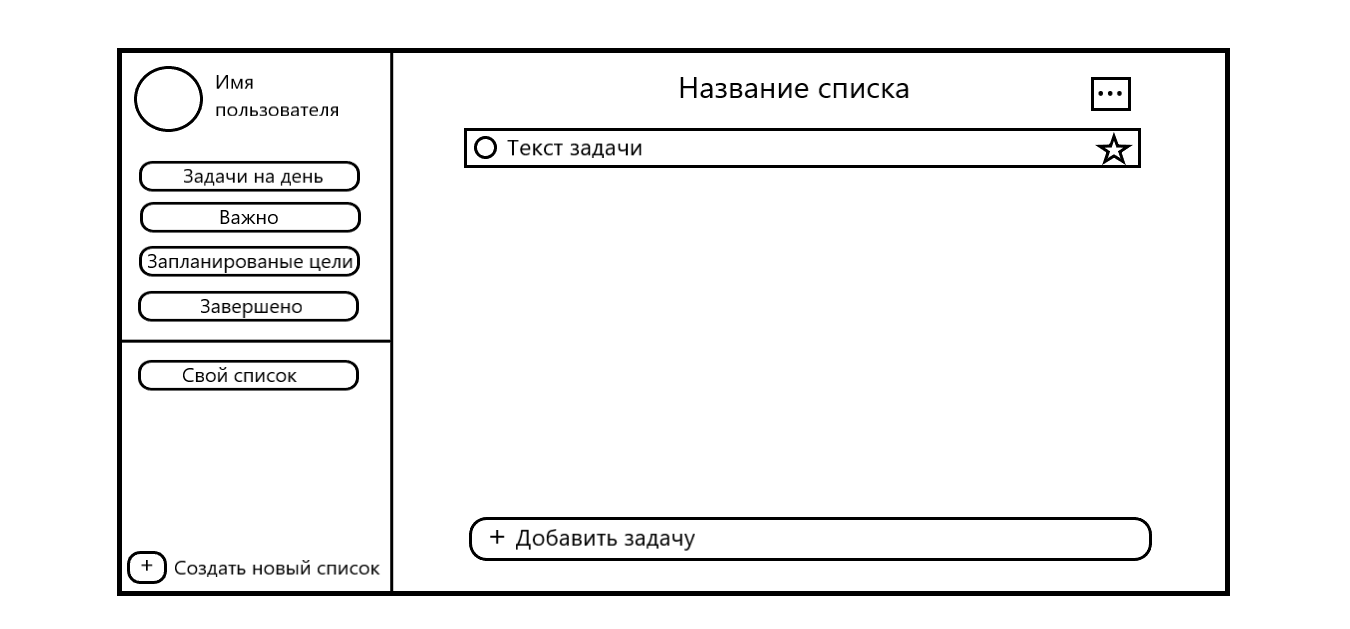 Имя
пользователя
Задачи на день
Важно
Запланированые цели
Завершено
Свой список
+ Создать новый список
Название списка
...
Текст задачи
+ Добавить задачу